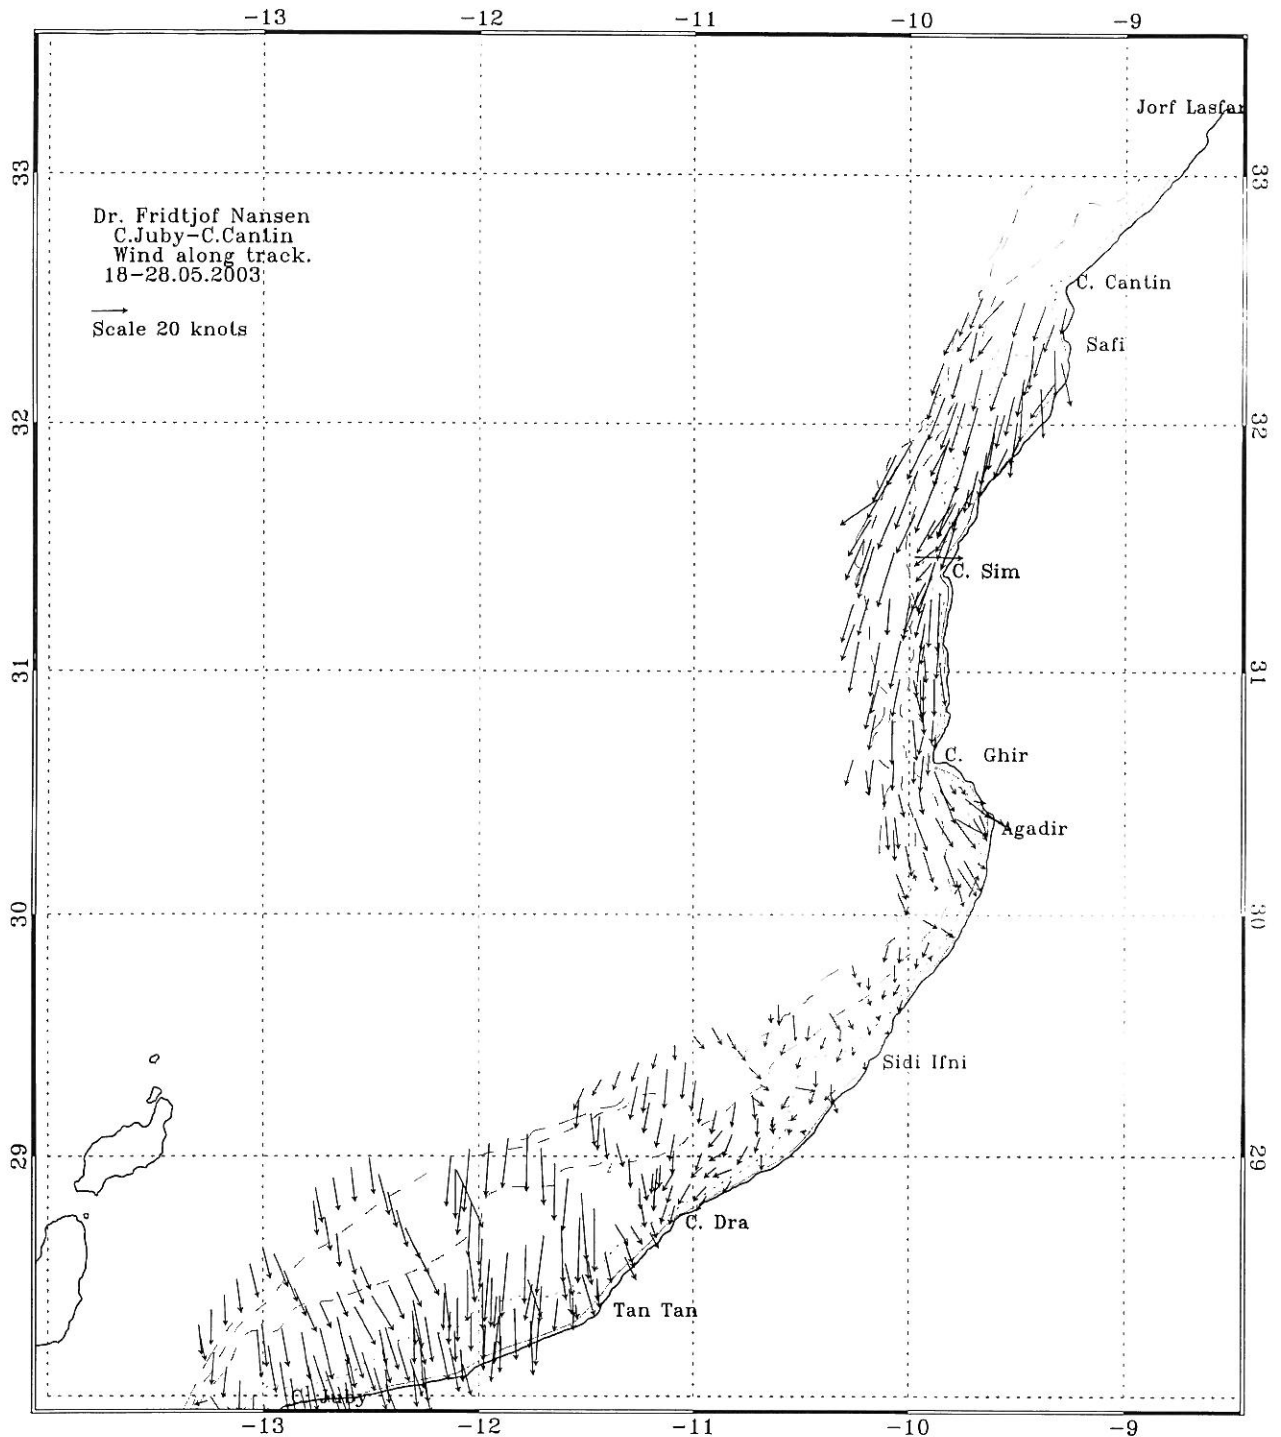 -13 -12 -11 -10 -9
Jorf Lasfar
33 33
Dr. Fridtjof Nansen
C.Juby-C.Cantin
Wind along track.
18-28.05.2003
C. Cantin
Scale 20 knots
Safi
32 32
C. Sim
31 31
C. Ghir
Agadir
30 30
Sidi Ifni
29 29
C. Dra
Tan Tan
C. Juby
-13 -12 -11 -10 -9